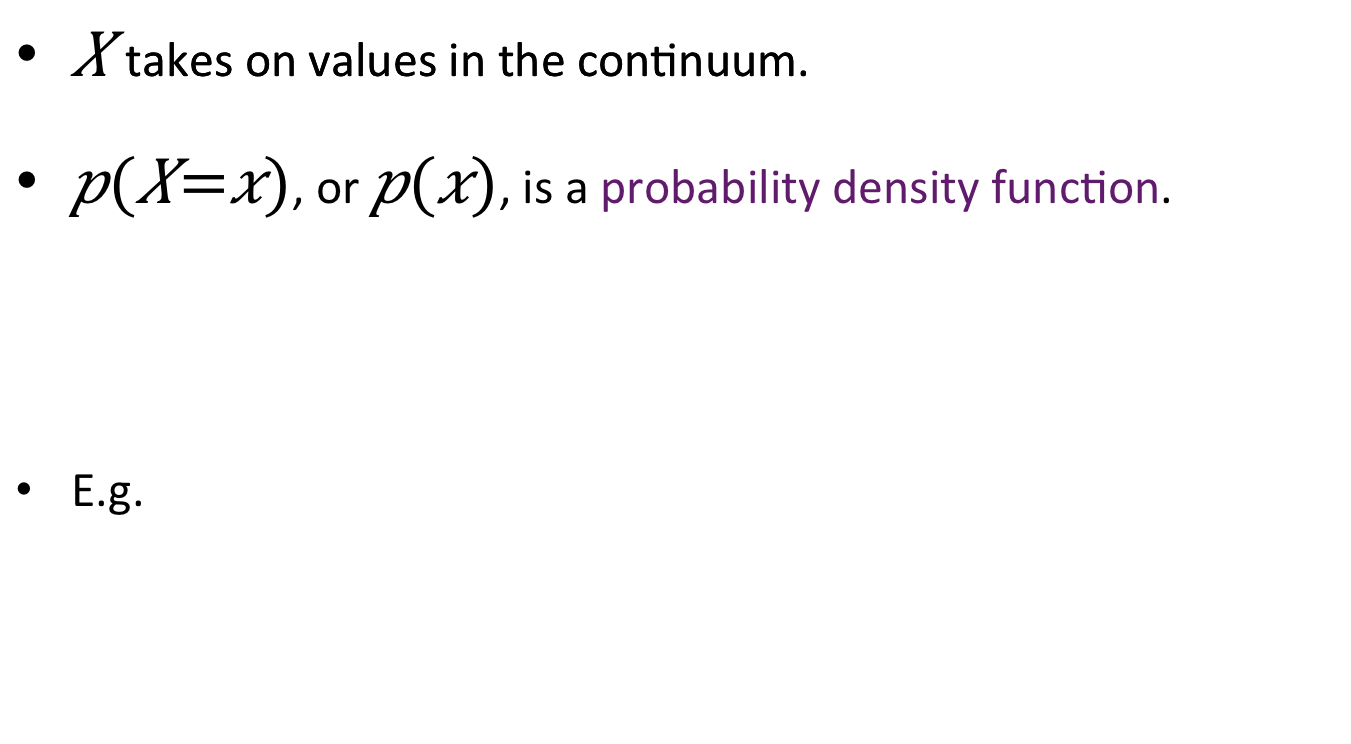 • X takes on values in the continuum.
• p(X=x), or p(x), is a probability density function.
• E.g.